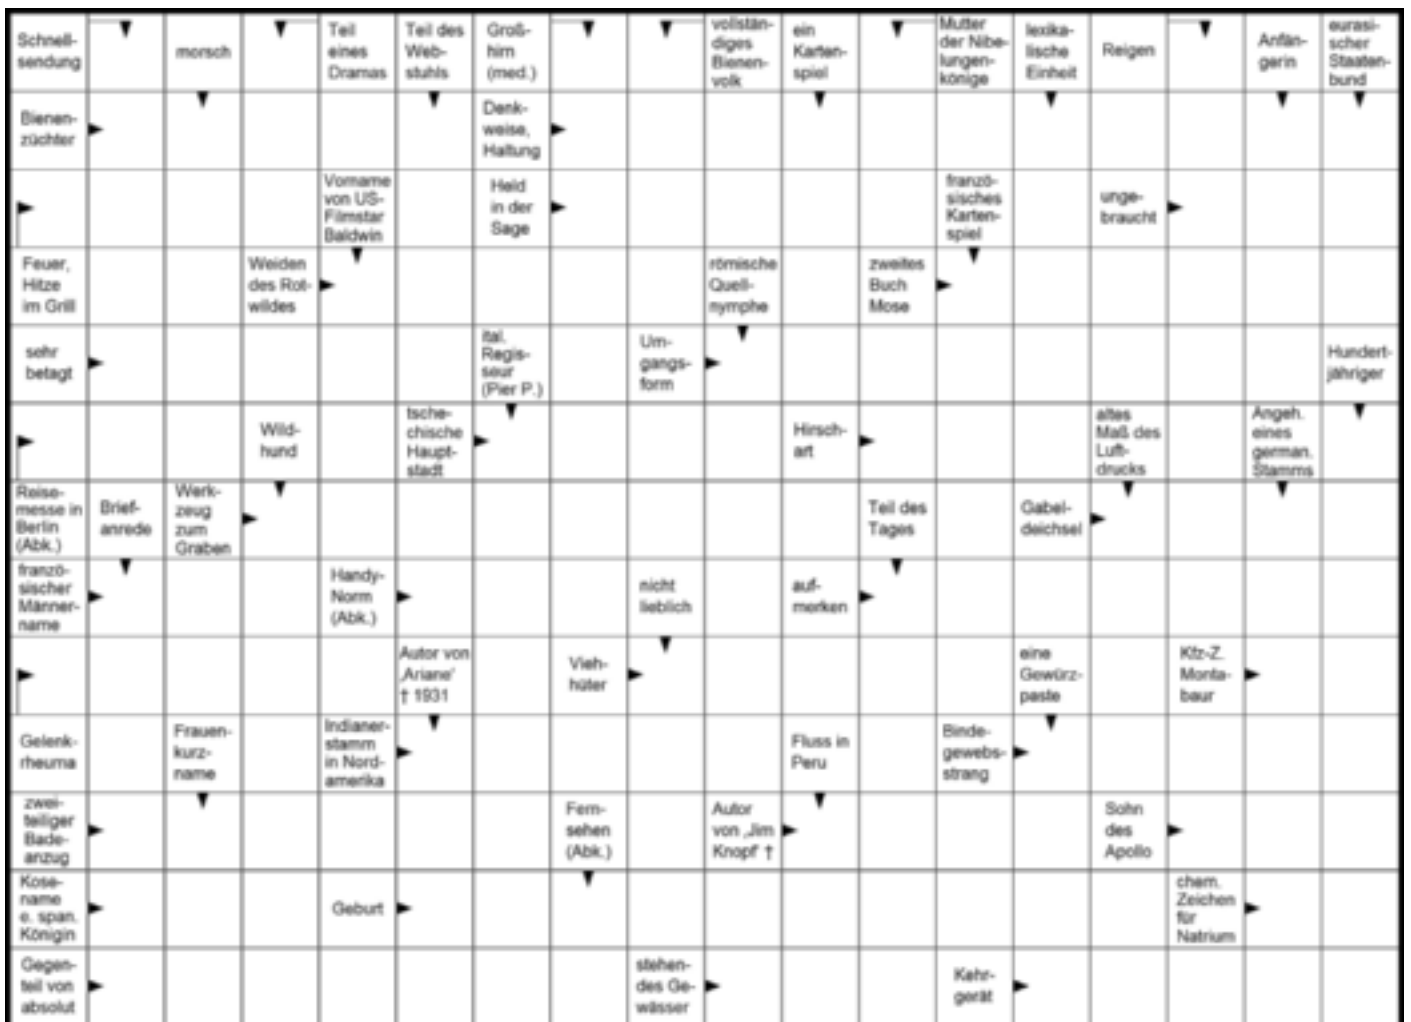 Schnell-
sendung
morsch
Teil
eines
Dramas
Teil des
Web-
stuhls
Groß-
hirn
(med.)
vollstän-
diges
Bienen-
volk
ein
Karten-
spiel
Mutter
der Nibe-
lungen-
könige
lexika-
lische
Einheit
Reigen
Anfän-
gerin
eurasi-
scher
Staaten-
bund
Bienen-
züchter
Denk-
weise,
Haltung
Vorname
von US-
Filmstar
Baldwin
Held
in der
Sage
franzö-
sisches
Karten-
spiel
unge-
braucht
Feuer,
Hitze
im Grill
Weiden
des Rot-
wildes
römische
Quell-
nymphe
zweites
Buch
Mose
sehr
betagt
ital.
Regis-
seur
(Pier P.)
Um-
gangs-
form
Hundert-
jähriger
Wild-
hund
tsche-
chische
Haupt-
stadt
Hirsch-
art
altes
Maß des
Luft-
drucks
Angeh.
eines
german.
Stamms
Reise-
messe in
Berlin
(Abk.)
Brief-
anrede
Werk-
zeug
zum
Graben
Teil des
Tages
Gabel-
deichsel
franzö-
sischer
Männer-
name
Handy-
Norm
(Abk.)
nicht
lieblich
auf-
merken
Autor von
‚Ariane‘
† 1931
Vieh-
hüter
eine
Gewürz-
paste
Kfz-Z.
Monta-
baur
Gelenk-
rheuma
Frauen-
kurz-
name
Indianer-
stamm
in Nord-
amerika
Fluss in
Peru
Binde-
gewebs-
strang
zwei-
teiliger
Bade-
anzug
Fern-
sehen
(Abk.)
Autor
von ‚Jim
Knopf‘ †
Sohn
des
Apollo
Kose-
name
e. span.
Königin
Geburt
chem.
Zeichen
für
Natrium
Gegen-
teil von
absolut
stehen-
des Ge-
wässer
Kehr-
gerät